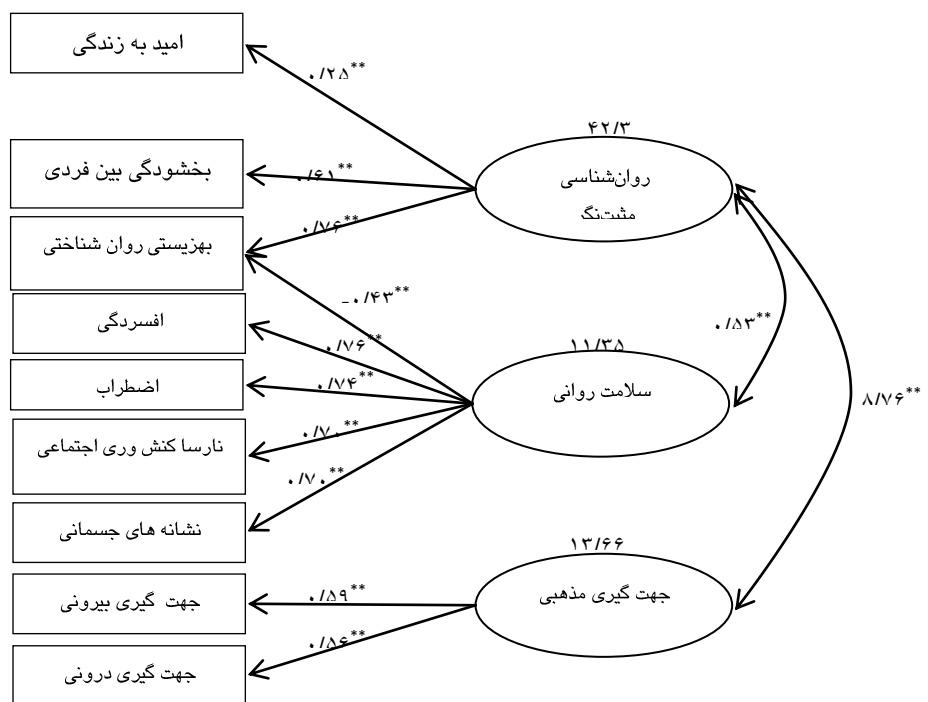 امید به زندگی
۰/۲۵**
۴۲/۳
بخشودگی بین فردی
۰/۶۱**
روان‌شناسی
مثبت‌نگ
۰/۷۶**
بهزیستی روان شناختی
-۰/۴۳**
افسردگی
۰/۷۶**
۰/۵۳**
۱۱/۳۵
اضطراب
۰/۷۴**
سلامت روانی
۸/۷۶**
نارسا کنش وری اجتماعی
۰/۷۰**
۰/۷۰**
نشانه های جسمانی
۱۳/۶۶
جهت گیری بیرونی
۰/۵۹**
جهت گیری مذهبی
۰/۵۶**
جهت گیری درونی